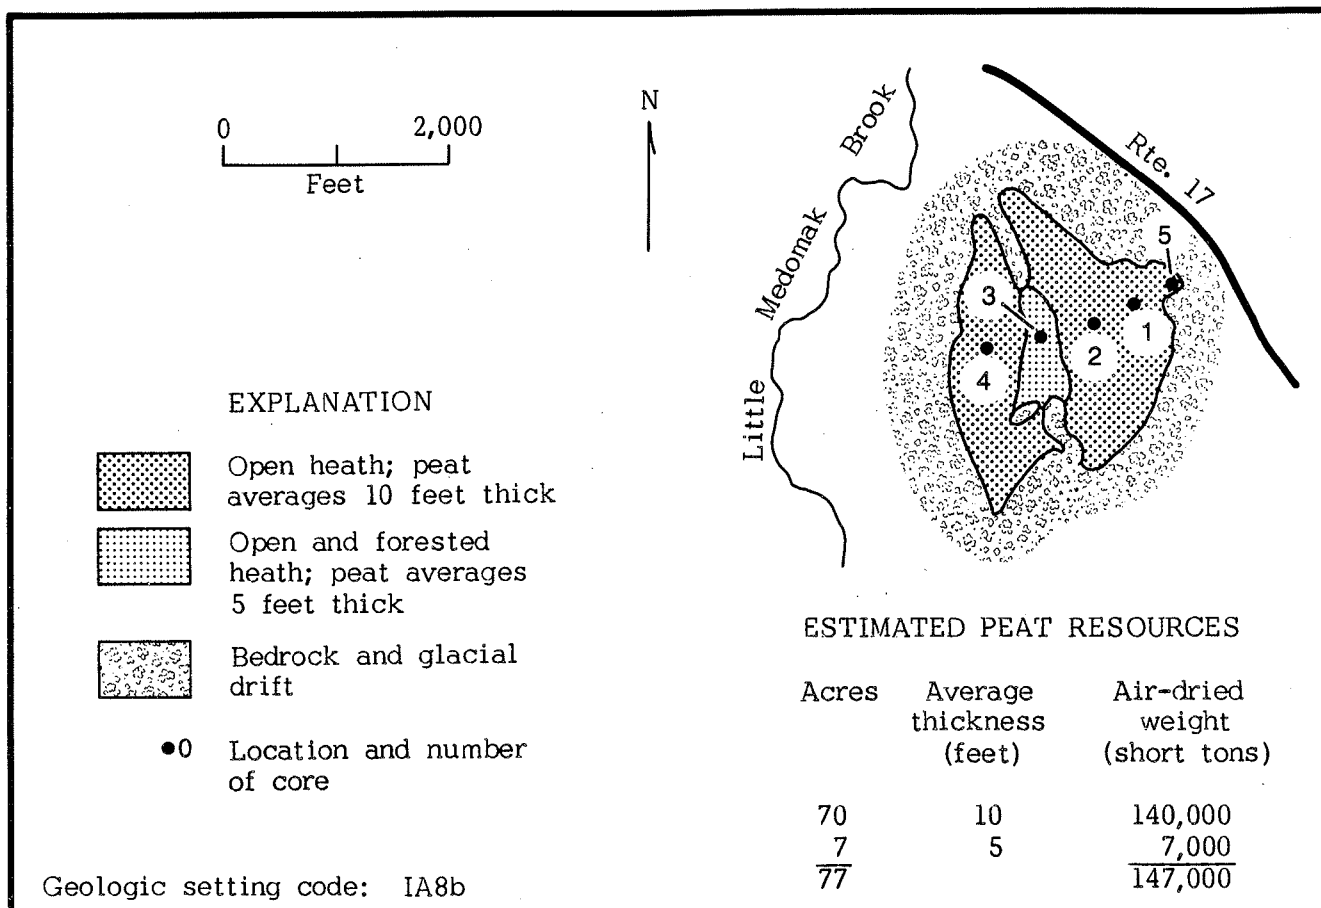 0 2,000
Feet
N
Little Medomak Brook
Rte. 17
5
3
1
2
4
EXPLANATION
Open heath; peat
averages 10 feet thick
Open and forested
heath; peat averages
5 feet thick
Bedrock and glacial
drift
0 Location and number
of core
Geologic setting code: IA8b
ESTIMATED PEAT RESOURCES
Acres Average Air-dried
thickness weight
(feet) (short tons)
70 10 140,000
7 5 7,000
77 147,000